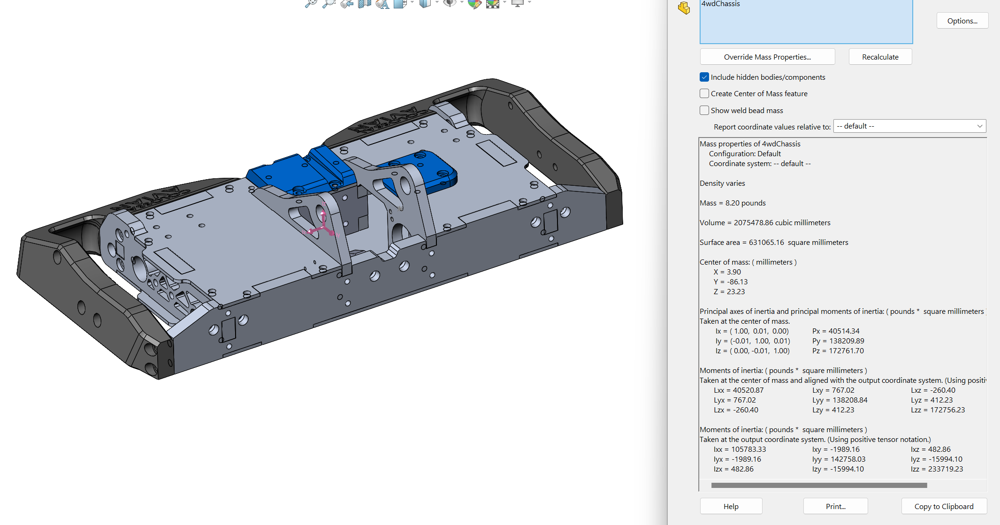 4wdChassis
Options...
Override Mass Properties...
Recalculate
Include hidden bodies/components
Create Center of Mass feature
Show weld bead mass
Report coordinate values relative to:
-- default --
Mass properties of 4wdChassis
Configuration: Default
Coordinate system: -- default --
Density varies
Mass = 8.20 pounds
Volume = 2075478.86 cubic millimeters
Surface area = 631065.16 square millimeters
Center of mass: ( millimeters )
X = 3.90
Y = -86.13
Z = 23.23
Principal axes of inertia and principal moments of inertia: ( pounds * square millimeters
Taken at the center of mass.
Ix = ( 1.00, 0.01, 0.00) Px = 40514.34
Iy = (-0.01, 1.00, 0.01) Py = 138209.89
Iz = ( 0.00, -0.01, 1.00) Pz = 172761.70
Moments of inertia: ( pounds * square millimeters )
Taken at the center of mass and aligned with the output coordinate system. (Using
Lxx = 40520.87 Lxy = 767.02 Lxz = -260.40
Lyx = 767.02 Lyy = 138208.84 Lyz = 412.23
Lzx = -260.40 Lzy = 412.23 Lzz = 172756.23
Moments of inertia: ( pounds * square millimeters )
Taken at the output coordinate system. (Using positive tensor notation.)
Ixx = 105783.33 Ixy = -1989.16 Ixz = 482.86
Iyx = -1989.16 Iyy = 142758.03 Iyz = -15994.10
Izx = 482.86 Izy = -15994.10 Izz = 233719.23
Help
Print...
Copy to Clipboard